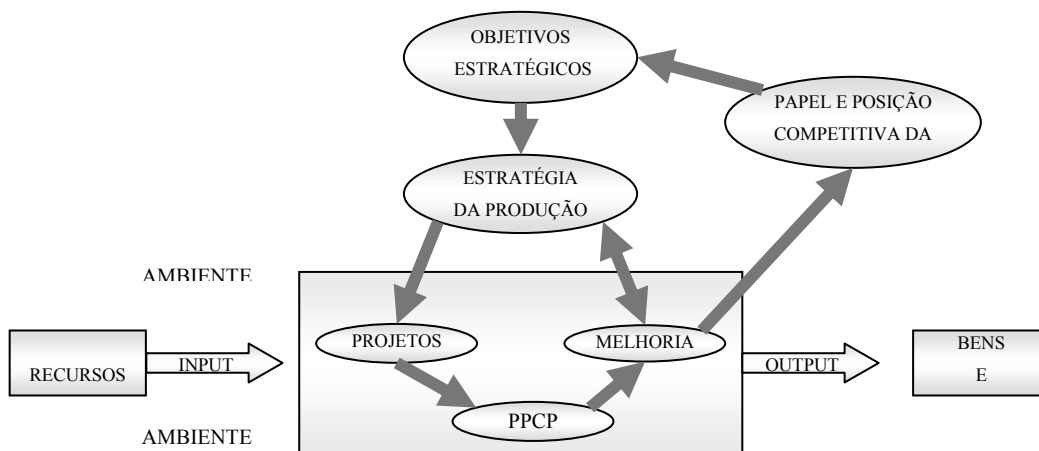 OBJETIVOS
ESTRATÉGICOS
PAPEL E POSIÇÃO
COMPETITIVA DA
ESTRATÉGIA
DA PRODUÇÃO
AMBIENTE
PROJETOS
MELHORIA
RECURSOS
INPUT
OUTPUT
BENS
E
PPCP
AMBIENTE